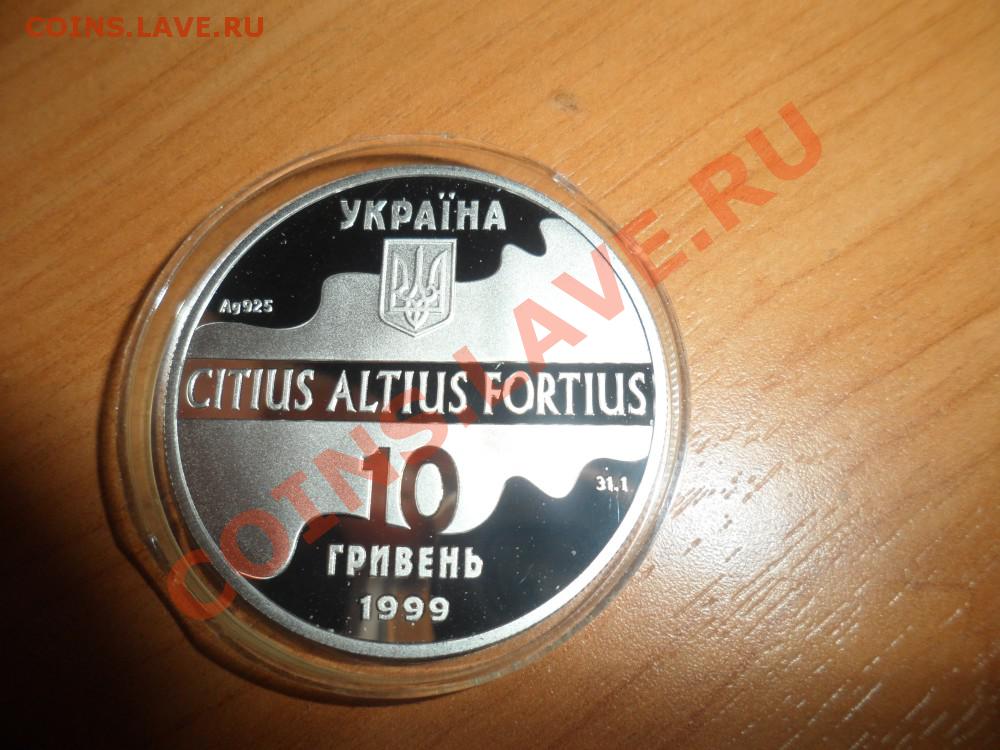 COINS.LAVE.RU
УКРАЇНА
Ag925
CITIUS ALTIUS FORTIUS
10
31.1
ГРИВЕНЬ
1999
COINS.LAVE.RU